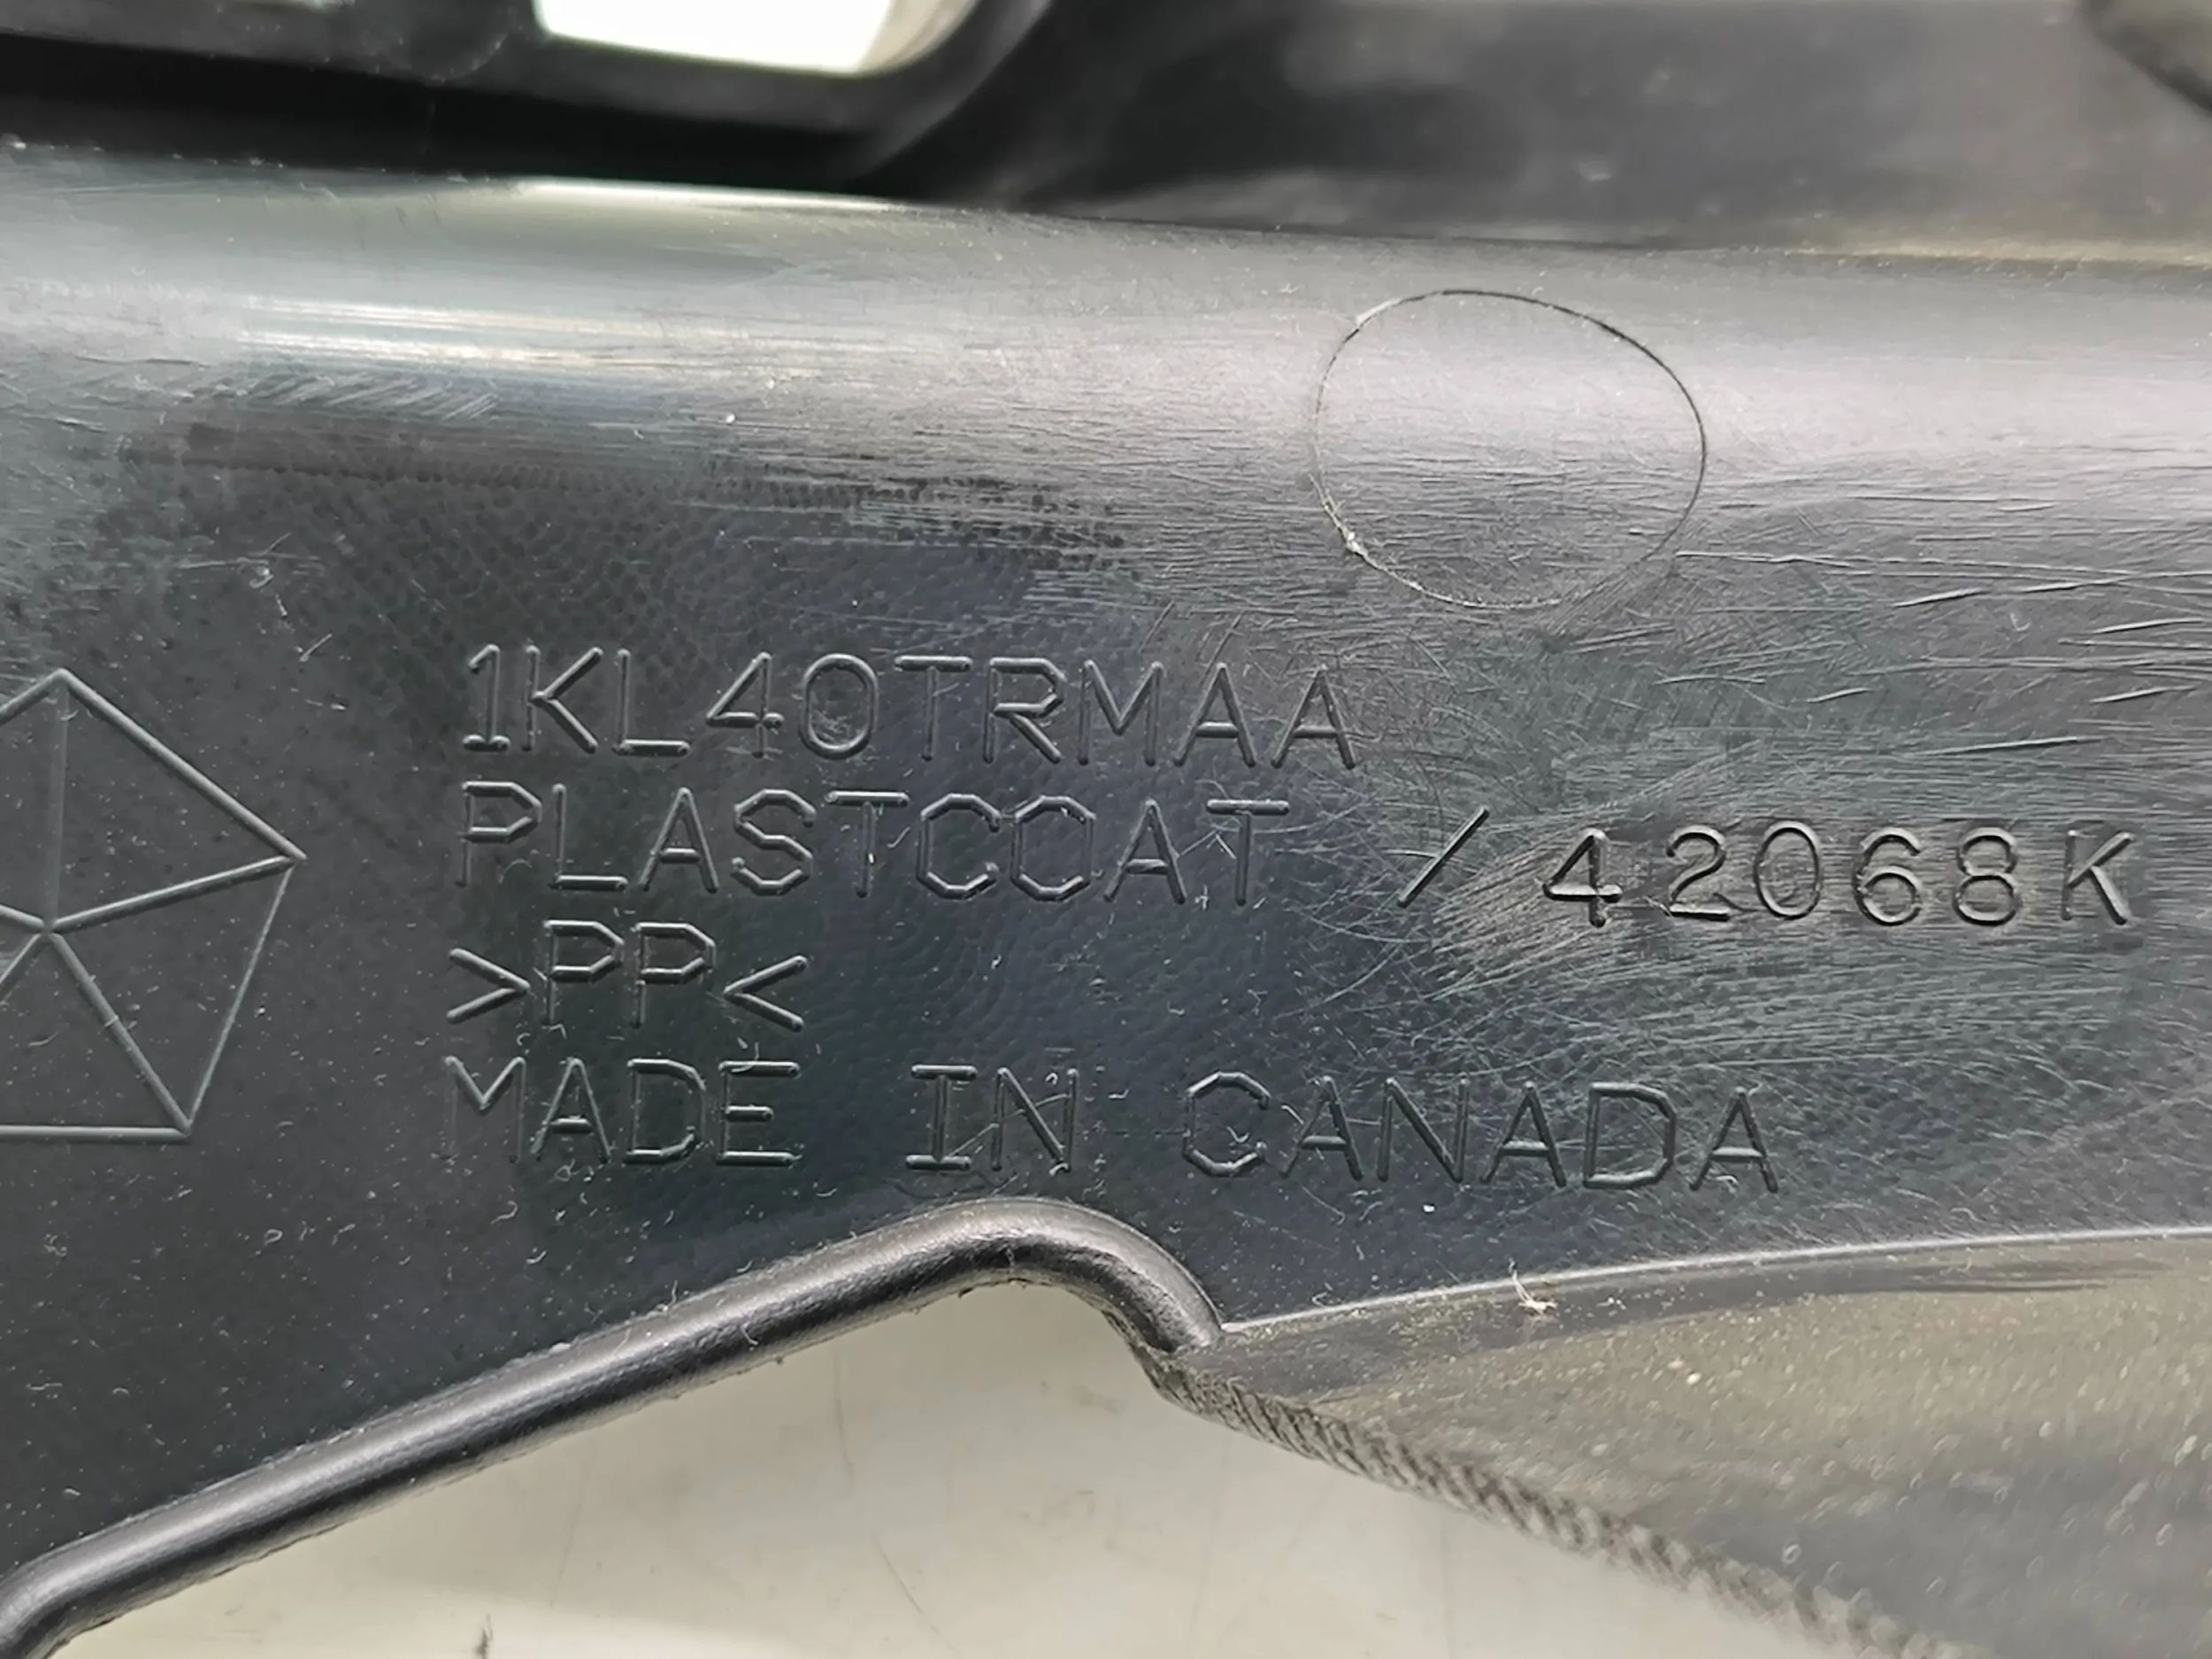 1KL40TRMAA
PLASTCOAT / 42068K
>PP<
MADE IN CANADA